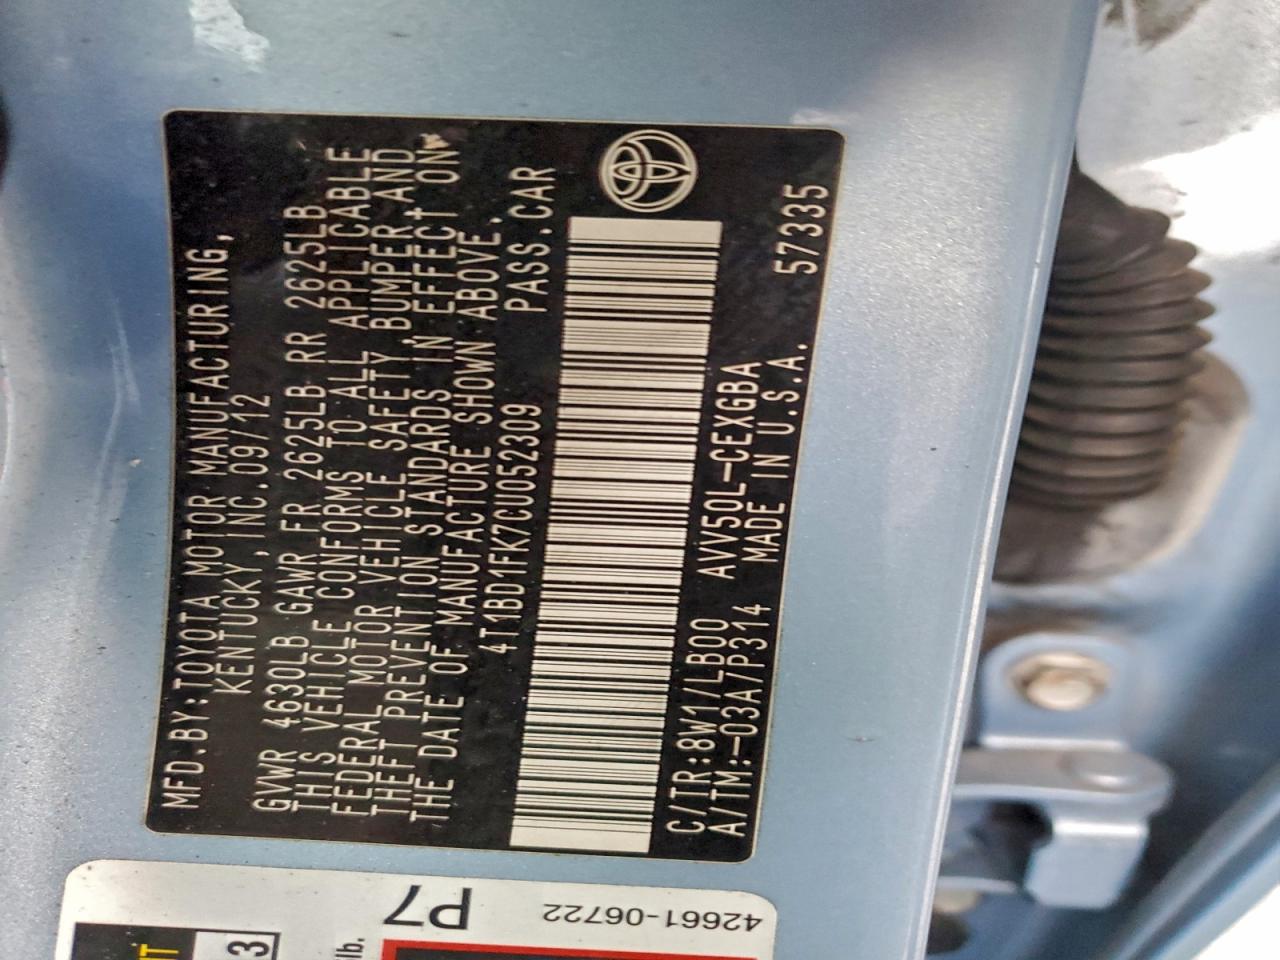 MFD.BY:TOYOTA MOTOR MANUFACTURING,
KENTUCKY,INC.09/12
GVWR 4630LB GAWR FR 2625LB RR 2625LB
THIS VEHICLE CONFORMS TO ALL APPLICABLE
FEDERAL MOTOR VEHICLE SAFETY,BUMPER,AND
THEFT PREVENTION STANDARDS IN EFFECT ON
THE DATE OF MANUFACTURE SHOWN ABOVE.
4T1BD1FK7CU052309 PASS.CAR
C/TR:8W1/LB00 AVV50L-CEXGBA
A/TM:-03A/P314 MADE IN U.S.A. 57335
42661-06722
P7
lb.
3